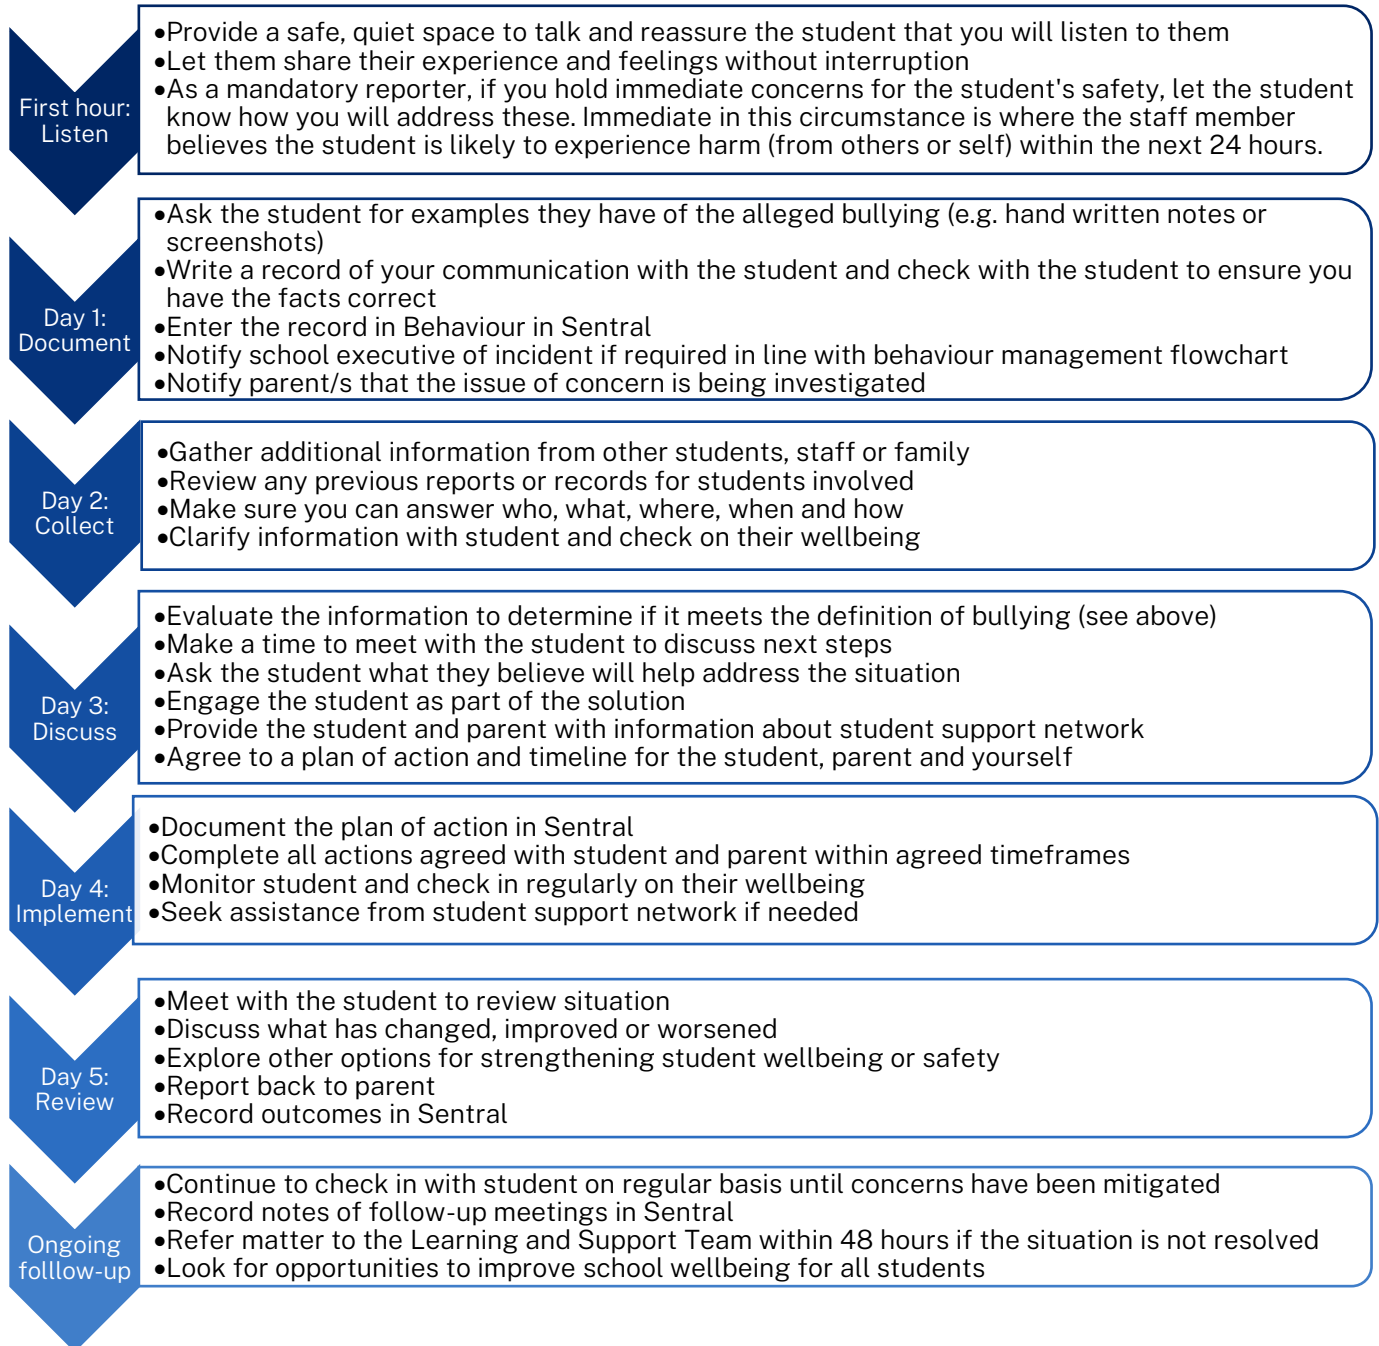 First hour:
Listen
•Provide a safe, quiet space to talk and reassure the student that you will listen to them
•Let them share their experience and feelings without interruption
•As a mandatory reporter, if you hold immediate concerns for the student's safety, let the student
know how you will address these. Immediate in this circumstance is where the staff member
believes the student is likely to experience harm (from others or self) within the next 24 hours.
Day 1:
Document
•Ask the student for examples they have of the alleged bullying (e.g. hand written notes or
screenshots)
•Write a record of your communication with the student and check with the student to ensure you
have the facts correct
•Enter the record in Behaviour in Sentral
•Notify school executive of incident if required in line with behaviour management flowchart
•Notify parent/s that the issue of concern is being investigated
Day 2:
Collect
•Gather additional information from other students, staff or family
•Review any previous reports or records for students involved
•Make sure you can answer who, what, where, when and how
•Clarify information with student and check on their wellbeing
Day 3:
Discuss
•Evaluate the information to determine if it meets the definition of bullying (see above)
•Make a time to meet with the student to discuss next steps
•Ask the student what they believe will help address the situation
•Engage the student as part of the solution
•Provide the student and parent with information about student support network
•Agree to a plan of action and timeline for the student, parent and yourself
Day 4:
Implement
•Document the plan of action in Sentral
•Complete all actions agreed with student and parent within agreed timeframes
•Monitor student and check in regularly on their wellbeing
•Seek assistance from student support network if needed
Day 5:
Review
•Meet with the student to review situation
•Discuss what has changed, improved or worsened
•Explore other options for strengthening student wellbeing or safety
•Report back to parent
•Record outcomes in Sentral
Ongoing
folllow-up
•Continue to check in with student on regular basis until concerns have been mitigated
•Record notes of follow-up meetings in Sentral
•Refer matter to the Learning and Support Team within 48 hours if the situation is not resolved
•Look for opportunities to improve school wellbeing for all students